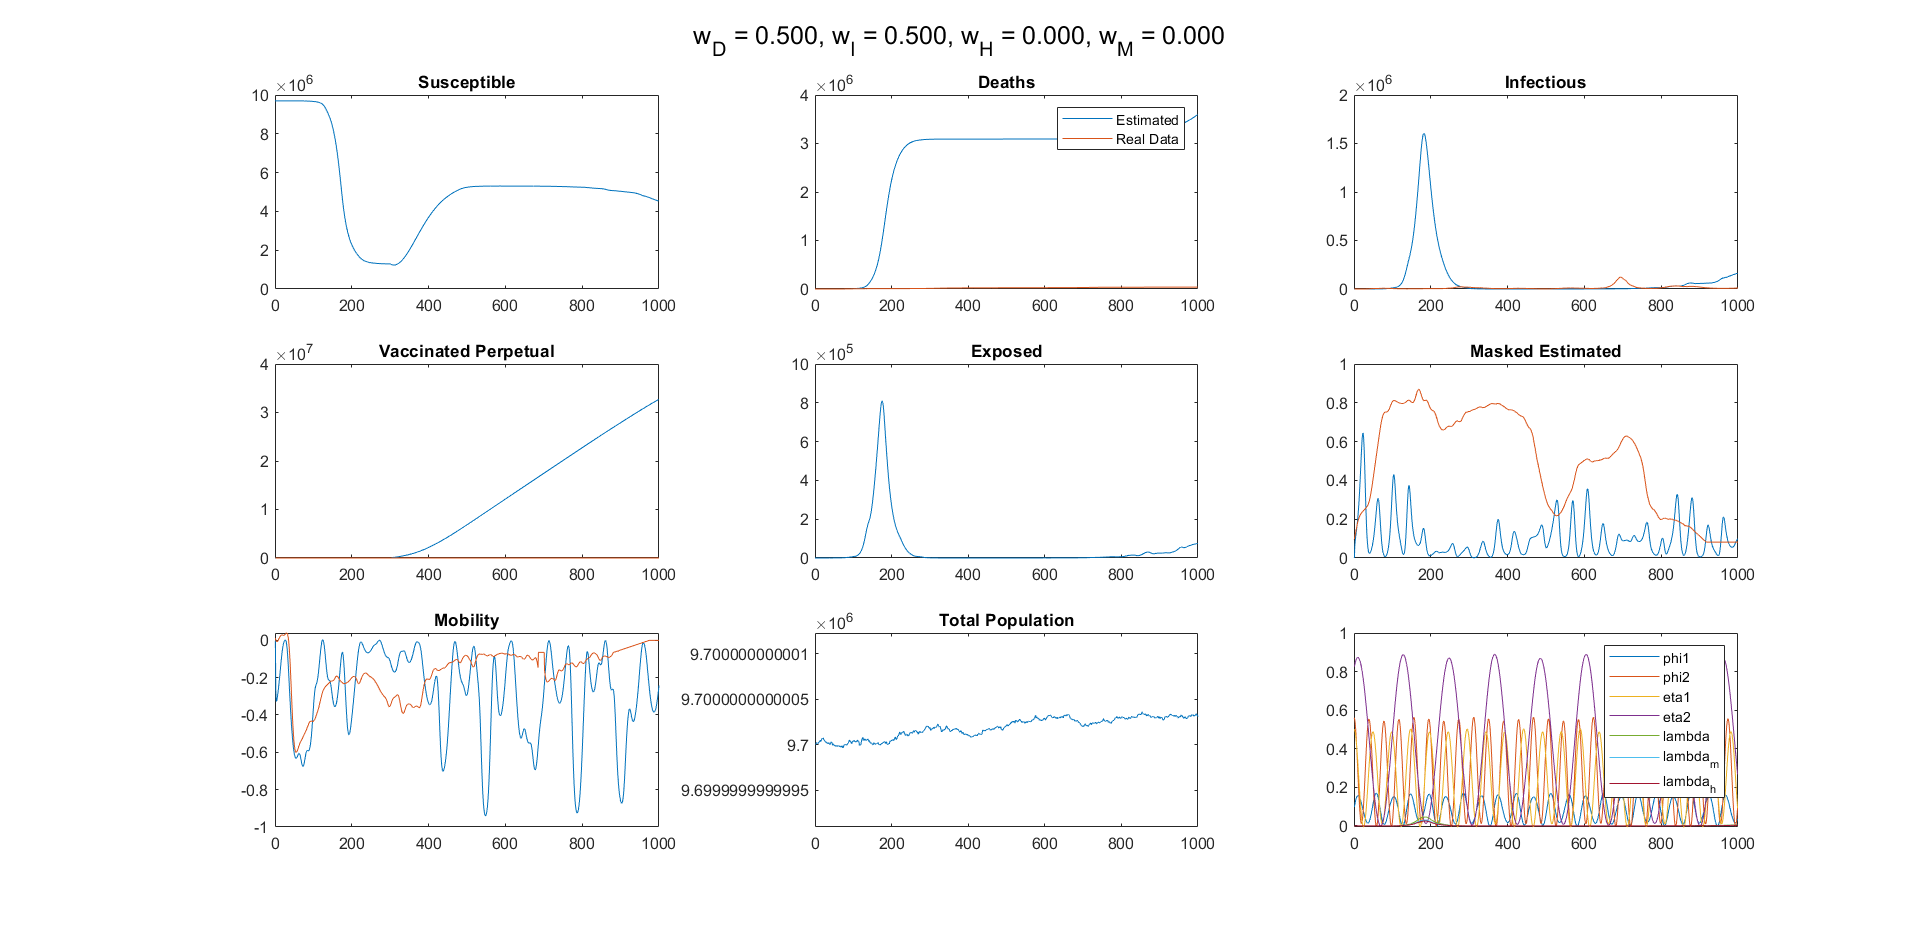 w_D = 0.500, w_I = 0.500, w_H = 0.000, w_M = 0.000
Susceptible
×10^6
10
8
6
4
2
0
0 200 400 600 800 1000
Deaths
×10^6
4
3
2
1
0
Estimated
Real Data
0 200 400 600 800 1000
Infectious
×10^6
2
1.5
1
0.5
0
0 200 400 600 800 1000
Vaccinated Perpetual
×10^7
4
3
2
1
0
0 200 400 600 800 1000
Exposed
×10^5
10
8
6
4
2
0
0 200 400 600 800 1000
Masked Estimated
1
0.8
0.6
0.4
0.2
0
0 200 400 600 800 1000
Mobility
0
-0.2
-0.4
-0.6
-0.8
-1
0 200 400 600 800 1000
Total Population
×10^6
9.700000000001
9.7000000000005
9.7
9.6999999999995
0 200 400 600 800 1000
1
0.8
0.6
0.4
0.2
0
phi1
phi2
eta1
eta2
lambda
lambda_m
lambda_h
0 200 400 600 800 1000